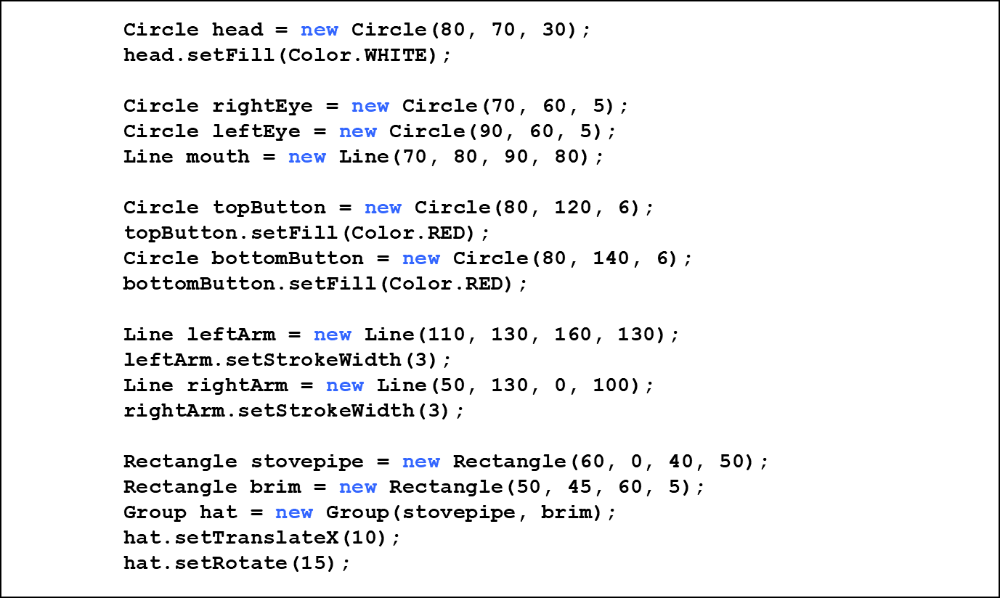 Circle head = new Circle(80, 70, 30);
head.setFill(Color.WHITE);
Circle rightEye = new Circle(70, 60, 5);
Circle leftEye = new Circle(90, 60, 5);
Line mouth = new Line(70, 80, 90, 80);
Circle topButton = new Circle(80, 120, 6);
topButton.setFill(Color.RED);
Circle bottomButton = new Circle(80, 140, 6);
bottomButton.setFill(Color.RED);
Line leftArm = new Line(110, 130, 160, 130);
leftArm.setStrokeWidth(3);
Line rightArm = new Line(50, 130, 0, 100);
rightArm.setStrokeWidth(3);
Rectangle stovepipe = new Rectangle(60, 0, 40, 50);
Rectangle brim = new Rectangle(50, 45, 60, 5);
Group hat = new Group(stovepipe, brim);
hat.setTranslateX(10);
hat.setRotate(15);